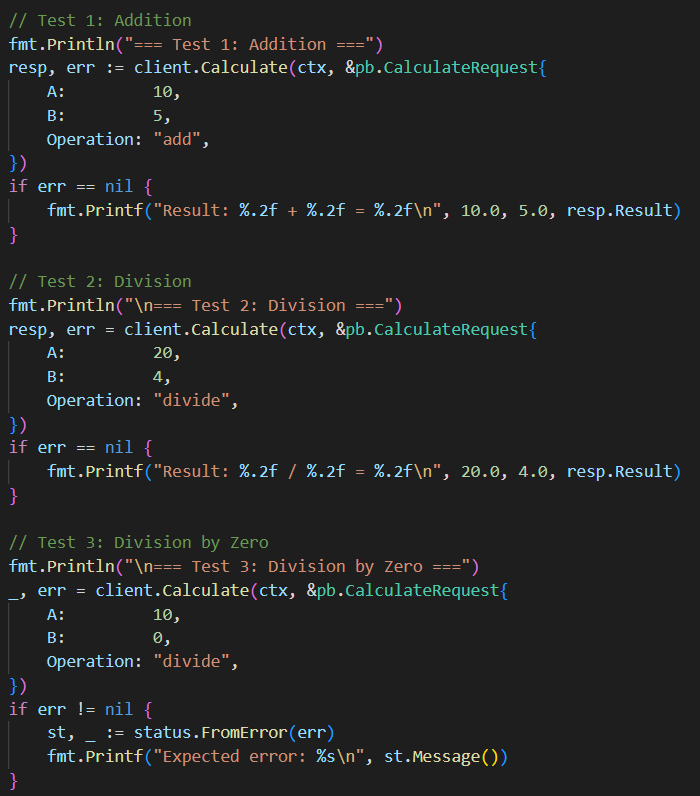 // Test 1: Addition
fmt.Println("=== Test 1: Addition ===")
resp, err := client.Calculate(ctx, &pb.CalculateRequest{
    A:         10,
    B:         5,
    Operation: "add",
})
if err == nil {
    fmt.Printf("Result: %.2f + %.2f = %.2f\n", 10.0, 5.0, resp.Result)
}

// Test 2: Division
fmt.Println("\n=== Test 2: Division ===")
resp, err = client.Calculate(ctx, &pb.CalculateRequest{
    A:         20,
    B:         4,
    Operation: "divide",
})
if err == nil {
    fmt.Printf("Result: %.2f / %.2f = %.2f\n", 20.0, 4.0, resp.Result)
}

// Test 3: Division by Zero
fmt.Println("\n=== Test 3: Division by Zero ===")
_, err = client.Calculate(ctx, &pb.CalculateRequest{
    A:         10,
    B:         0,
    Operation: "divide",
})
if err != nil {
    st, _ := status.FromError(err)
    fmt.Printf("Expected error: %s\n", st.Message())
}